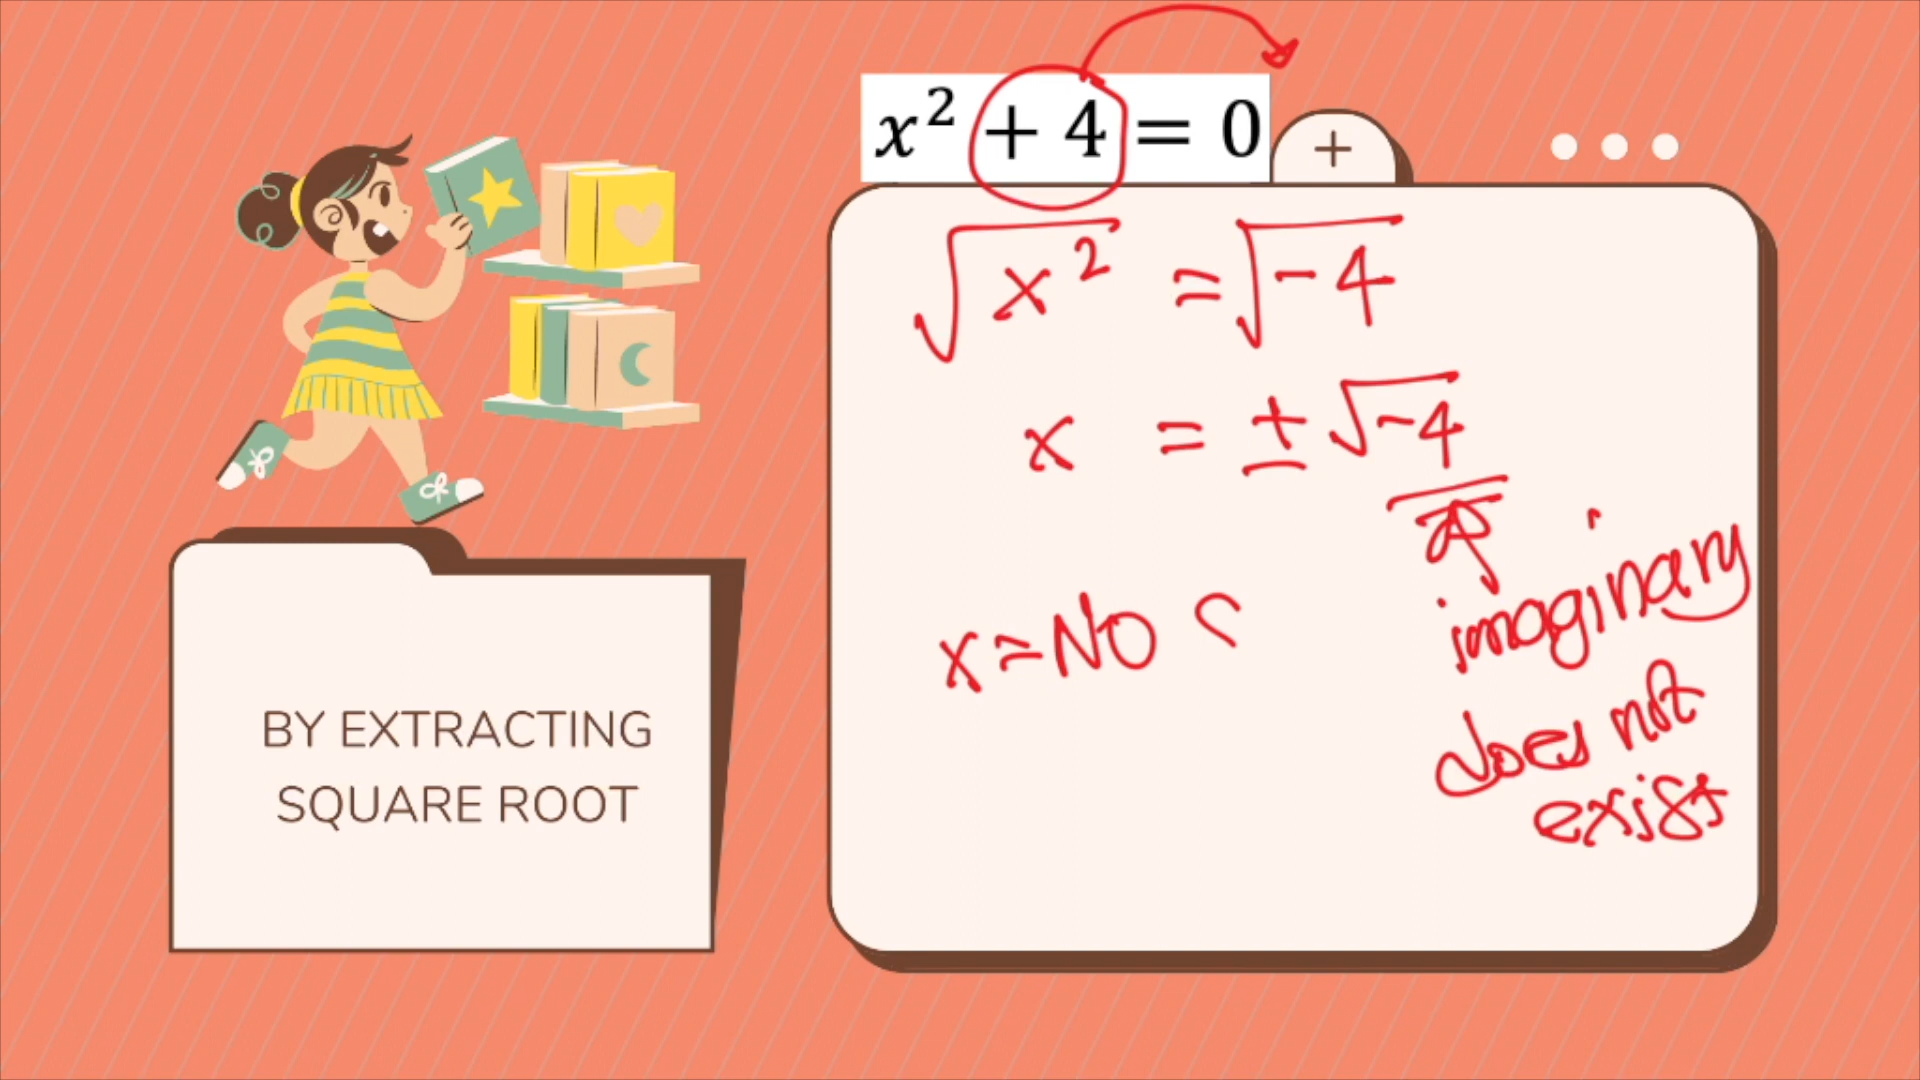 x² + 4 = 0
+
√x² = √-4
x = ± √-4
imaginary
does not
exist
x = NO
BY EXTRACTING
SQUARE ROOT